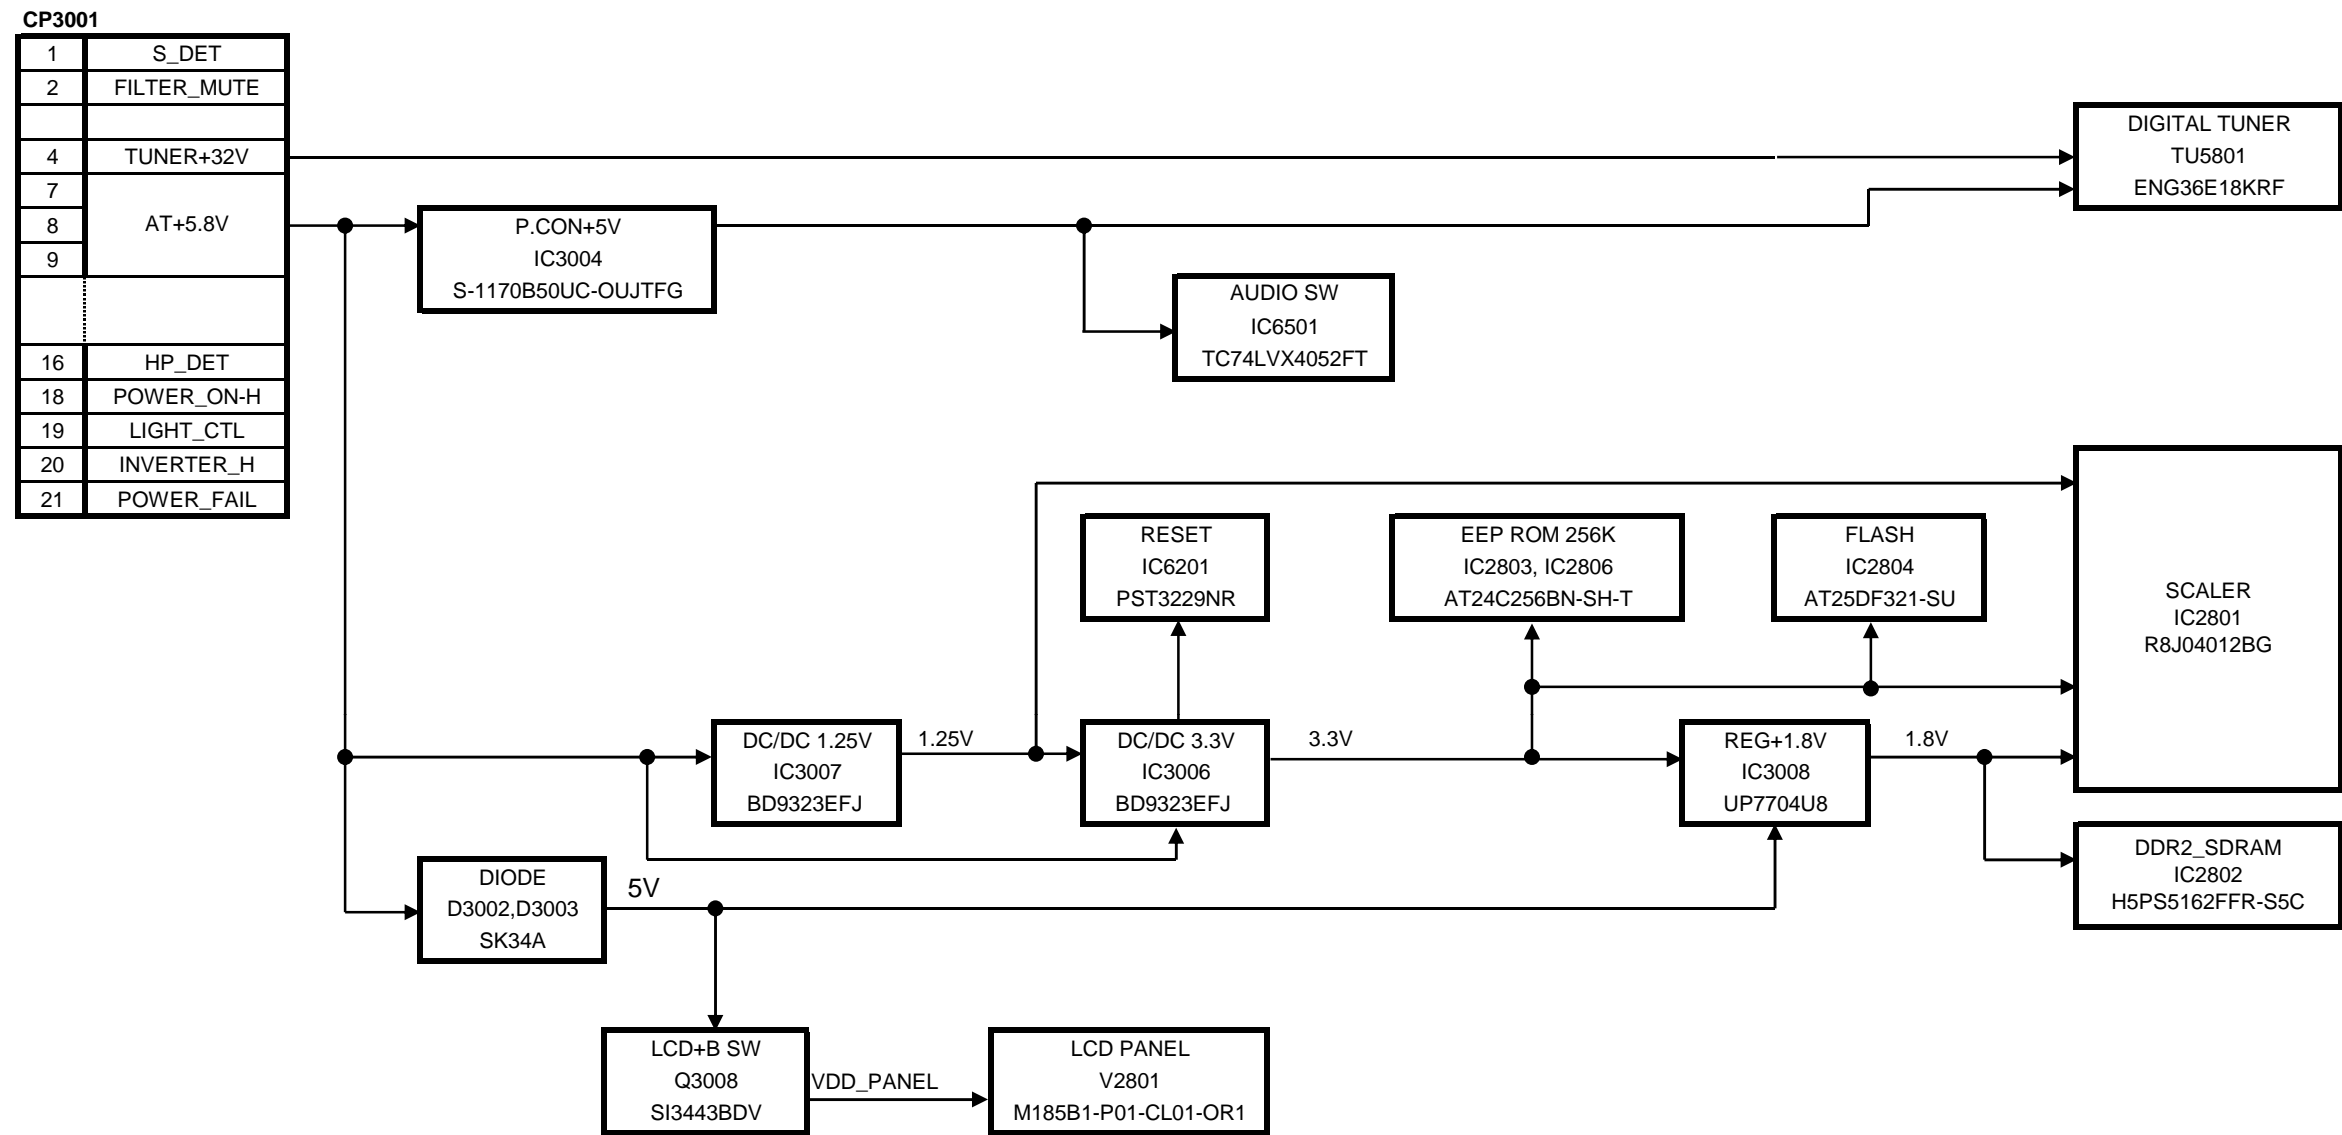 CP3001
1 S_DET
2 FILTER_MUTE
4 TUNER+32V
7
8 AT+5.8V
9
16 HP_DET
18 POWER_ON-H
19 LIGHT_CTL
20 INVERTER_H
21 POWER_FAIL
DIGITAL TUNER
TU5801
ENG36E18KRF
P.CON+5V
IC3004
S-1170B50UC-OUJTFG
AUDIO SW
IC6501
TC74LVX4052FT
RESET
IC6201
PST3229NR
EEP ROM 256K
IC2803, IC2806
AT24C256BN-SH-T
FLASH
IC2804
AT25DF321-SU
SCALER
IC2801
R8J04012BG
DC/DC 1.25V
IC3007
BD9323EFJ
1.25V
DC/DC 3.3V
IC3006
BD9323EFJ
3.3V
REG+1.8V
IC3008
UP7704U8
1.8V
DDR2_SDRAM
IC2802
H5PS5162FFR-S5C
DIODE
D3002,D3003
SK34A
5V
LCD+B SW
Q3008
SI3443BDV
VDD_PANEL
LCD PANEL
V2801
M185B1-P01-CL01-OR1